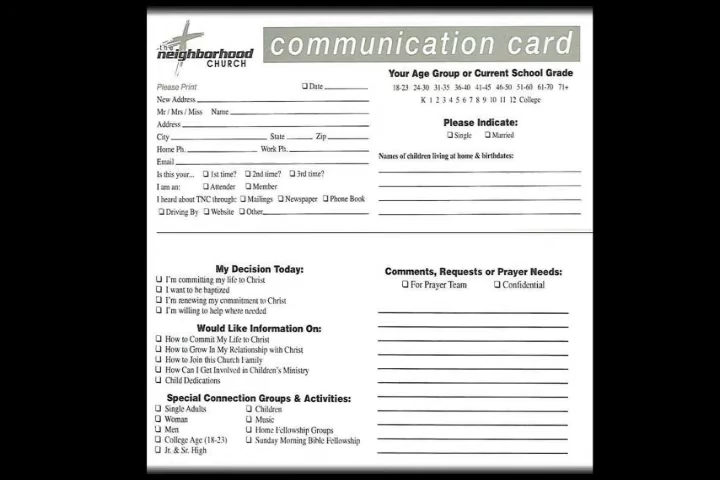 the
neighborhood
CHURCH
communication card
Please Print
❑ Date
New Address
Mr / Mrs / Miss Name
Address
City State Zip
Home Ph. Work Ph.
Email
Is this your... ❑ 1st time? ❑ 2nd time? ❑ 3rd time?
I am an: ❑ Attender ❑ Member
I heard about TNC through: ❑ Mailings ❑ Newspaper ❑ Phone Book
❑ Driving By ❑ Website ❑ Other
Your Age Group or Current School Grade
18-23 24-30 31-35 36-40 41-45 46-50 51-60 61-70 71+
K 1 2 3 4 5 6 7 8 9 10 11 12 College
Please Indicate:
❑ Single ❑ Married
Names of children living at home & birthdates:
My Decision Today:
❑ I'm committing my life to Christ
❑ I want to be baptized
❑ I'm renewing my commitment to Christ
❑ I'm willing to help where needed
Would Like Information On:
❑ How to Commit My Life to Christ
❑ How to Grow In My Relationship with Christ
❑ How to Join this Church Family
❑ How Can I Get Involved in Children's Ministry
❑ Child Dedications
Special Connection Groups & Activities:
❑ Single Adults ❑ Children
❑ Woman ❑ Music
❑ Men ❑ Home Fellowship Groups
❑ College Age (18-23) ❑ Sunday Morning Bible Fellowship
❑ Jr. & Sr. High
Comments, Requests or Prayer Needs:
❑ For Prayer Team ❑ Confidential